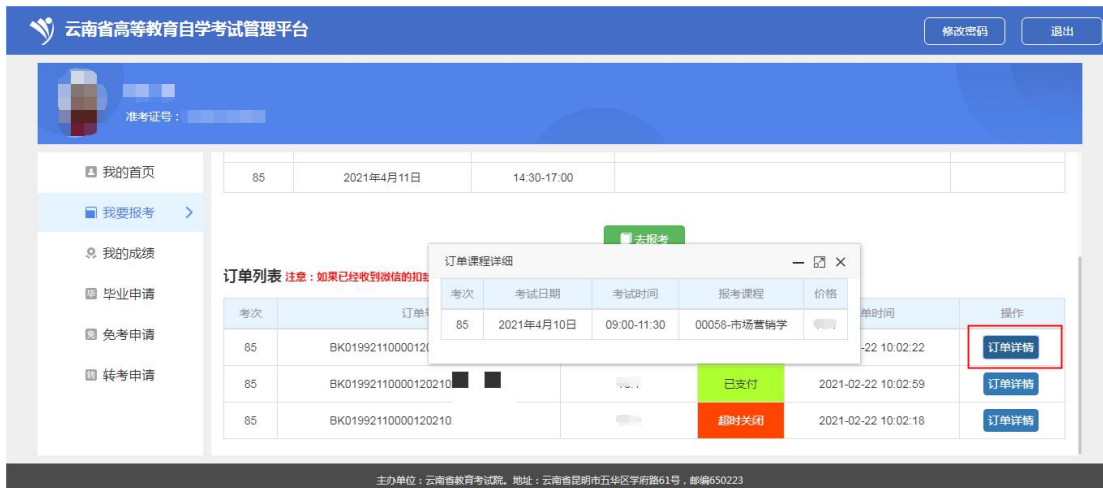 云南省高等教育自学考试管理平台
修改密码
退出
准考证号：
我的首页
我要报考
我的成绩
毕业申请
免考申请
转考申请
85 2021年4月11日 14:30-17:00
去报考
订单列表 注意：如果已经收到微信的扣
订单课程详细
考次 考试日期 考试时间 报考课程 价格
85 2021年4月10日 09:00-11:30 00058-市场营销学
考次 订单 单时间 操作
85 BK0199211000012 -22 10:02:22 订单详情
85 BK01992110000120210 已支付 2021-02-22 10:02:59 订单详情
85 BK01992110000120210 超时关闭 2021-02-22 10:02:18 订单详情
主办单位：云南省教育考试院。地址：云南省昆明市五华区学府路61号，邮编650223